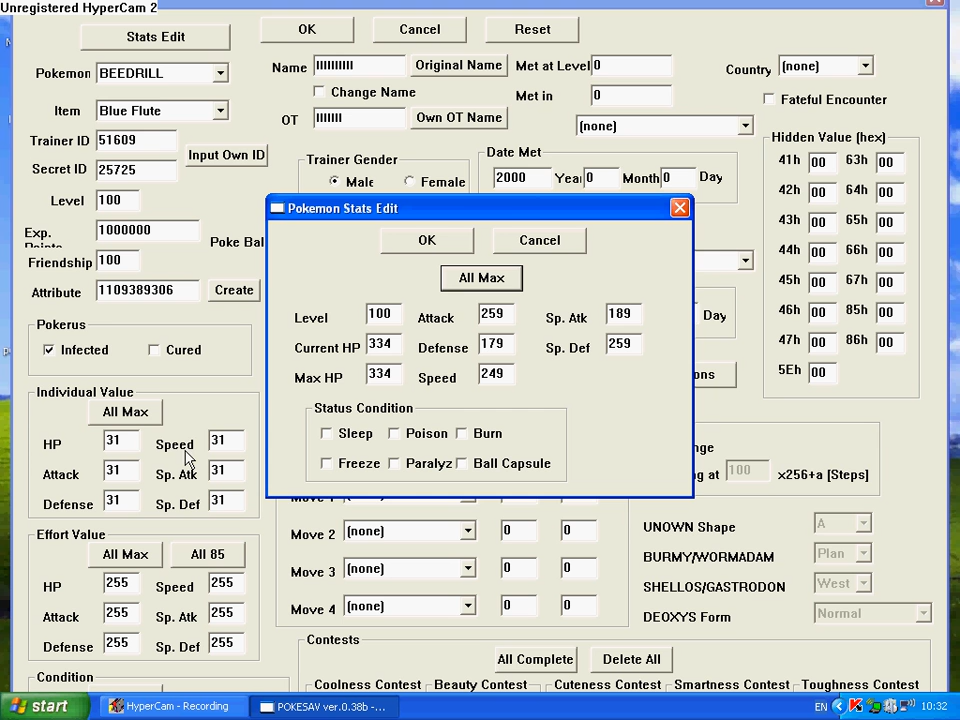 Unregistered HyperCam 2
Stats Edit
OK
Cancel
Reset
Pokemon
BEEDRILL
Name
IIIIIIIIII
Original Name
Met at Level
0
Country
(none)
Change Name
Met in
0
Fateful Encounter
Item
Blue Flute
OT
IIIIIII
Own OT Name
(none)
Trainer ID
51609
Input Own ID
Secret ID
25725
Trainer Gender
Male
Female
Date Met
2000
Year
0
Month
0
Day
Hidden Value (hex)
41h 00 63h 00
42h 00 64h 00
43h 00 65h 00
44h 00 66h 00
45h 00 67h 00
46h 00 85h 00
47h 00 86h 00
5Eh 00
Level
100
Exp.
Points
1000000
Poke Bal
Friendship
100
Attribute
1109389306
Create
Day
Pokerus
Infected
Cured
ons
Pokemon Stats Edit
OK
Cancel
All Max
Level 100 Attack 259 Sp. Atk 189
Current HP 334 Defense 179 Sp. Def 259
Max HP 334 Speed 249
Status Condition
Sleep Poison Burn
Freeze Paralyz Ball Capsule
Individual Value
All Max
HP 31 Speed 31
Attack 31 Sp. Atk 31
Defense 31 Sp. Def 31
nge
g at 100 x256+a [Steps]
Effort Value
All Max
All 85
HP 255 Speed 255
Attack 255 Sp. Atk 255
Defense 255 Sp. Def 255
Move 1
Move 2 (none) 0 0
Move 3 (none) 0 0
Move 4 (none) 0 0
UNOWN Shape A
BURMY/WORMADAM Plan
SHELLOS/GASTRODON West
DEOXYS Form Normal
Contests
All Complete
Delete All
Condition
Coolness Contest
Beauty Contest
Cuteness Contest
Smartness Contest
Toughness Contest
start
HyperCam - Recording
POKESAV ver.0.38b -...
EN
10:32